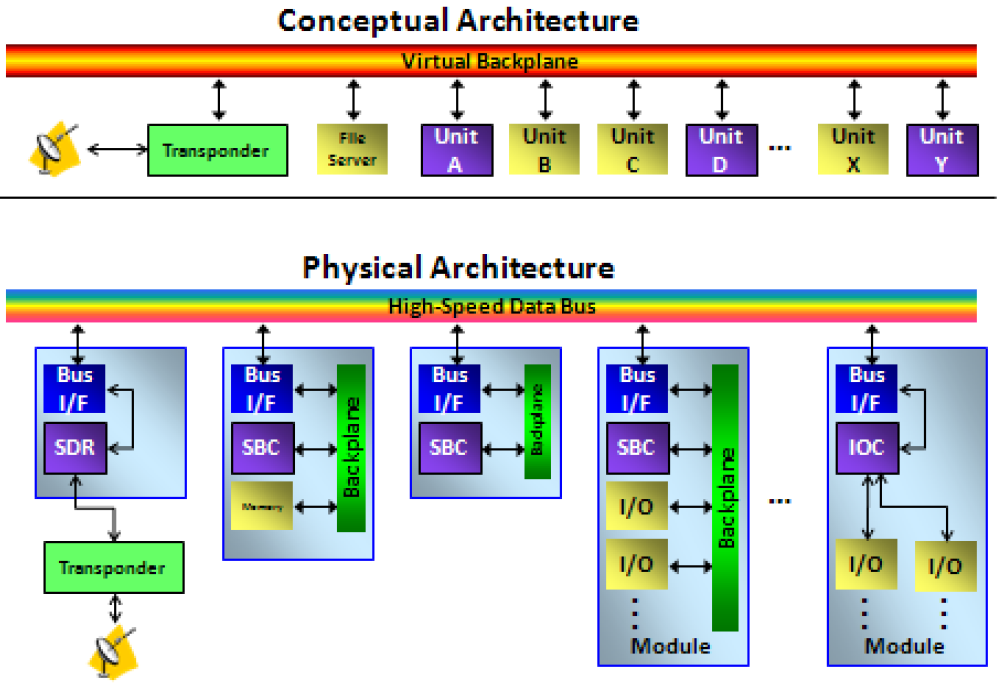 Conceptual Architecture
Virtual Backplane
Transponder
File
Server
Unit
A
Unit
B
Unit
C
Unit
D
...
Unit
X
Unit
Y
Physical Architecture
High-Speed Data Bus
Bus
I/F
SDR
Transponder
Bus
I/F
SBC
Memory
Backplane
Bus
I/F
SBC
Backplane
Bus
I/F
SBC
I/O
I/O
Backplane
Module
...
Bus
I/F
IOC
I/O
I/O
Module